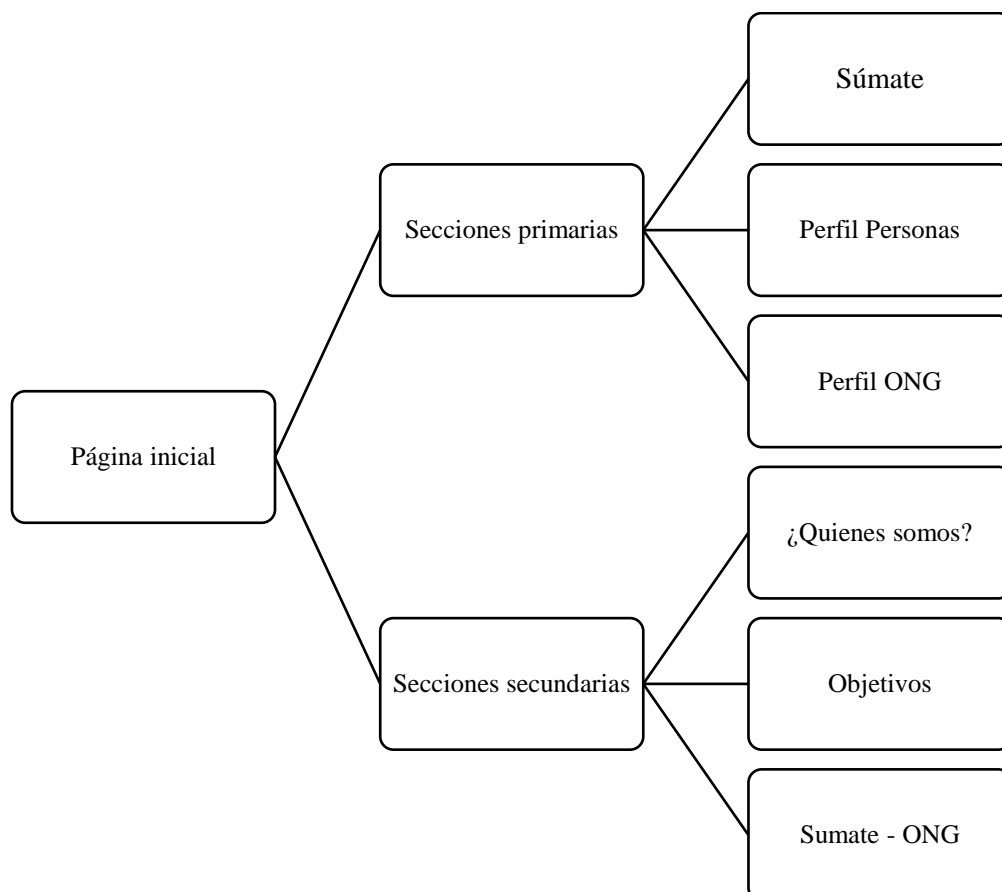 Página inicial
Secciones primarias
Súmate
Perfil Personas
Perfil ONG
Secciones secundarias
¿Quienes somos?
Objetivos
Sumate - ONG